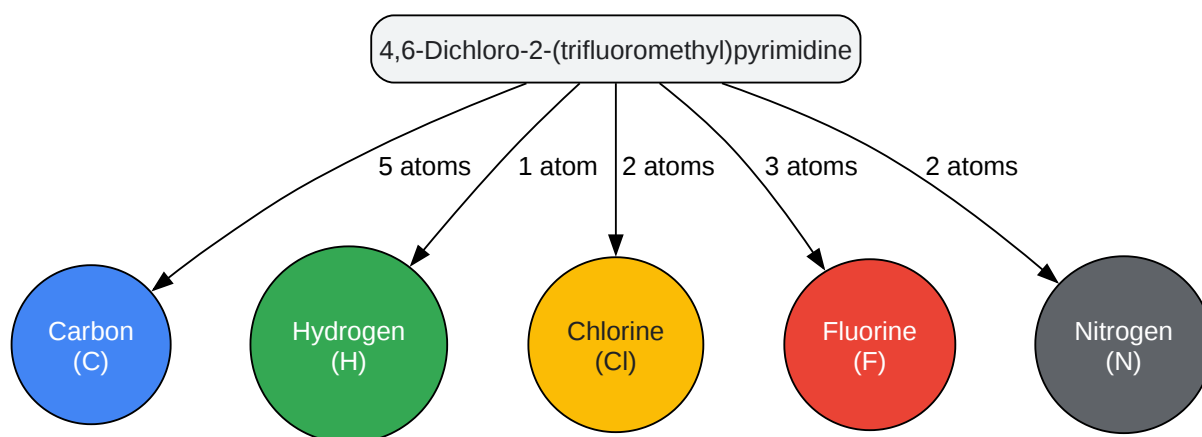 4,6-Dichloro-2-(trifluoromethyl)pyrimidine
5 atoms
1 atom
2 atoms
3 atoms
2 atoms
Carbon
(C)
Hydrogen
(H)
Chlorine
(Cl)
Fluorine
(F)
Nitrogen
(N)